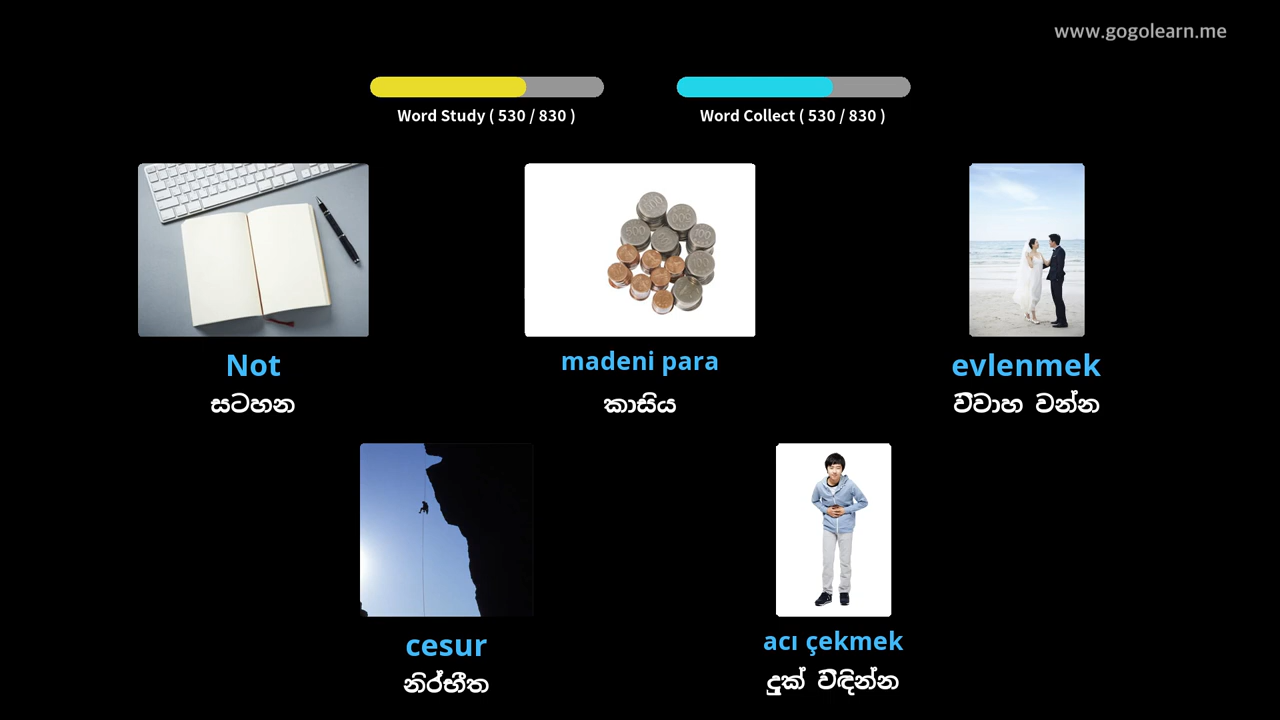 www.gogolearn.me
Word Study ( 530 / 830 )
Word Collect ( 530 / 830 )
Not
සටහන
madeni para
කාසිය
evlenmek
විවාහ වන්න
cesur
නිර්භීත
acı çekmek
දුක් විඳින්න